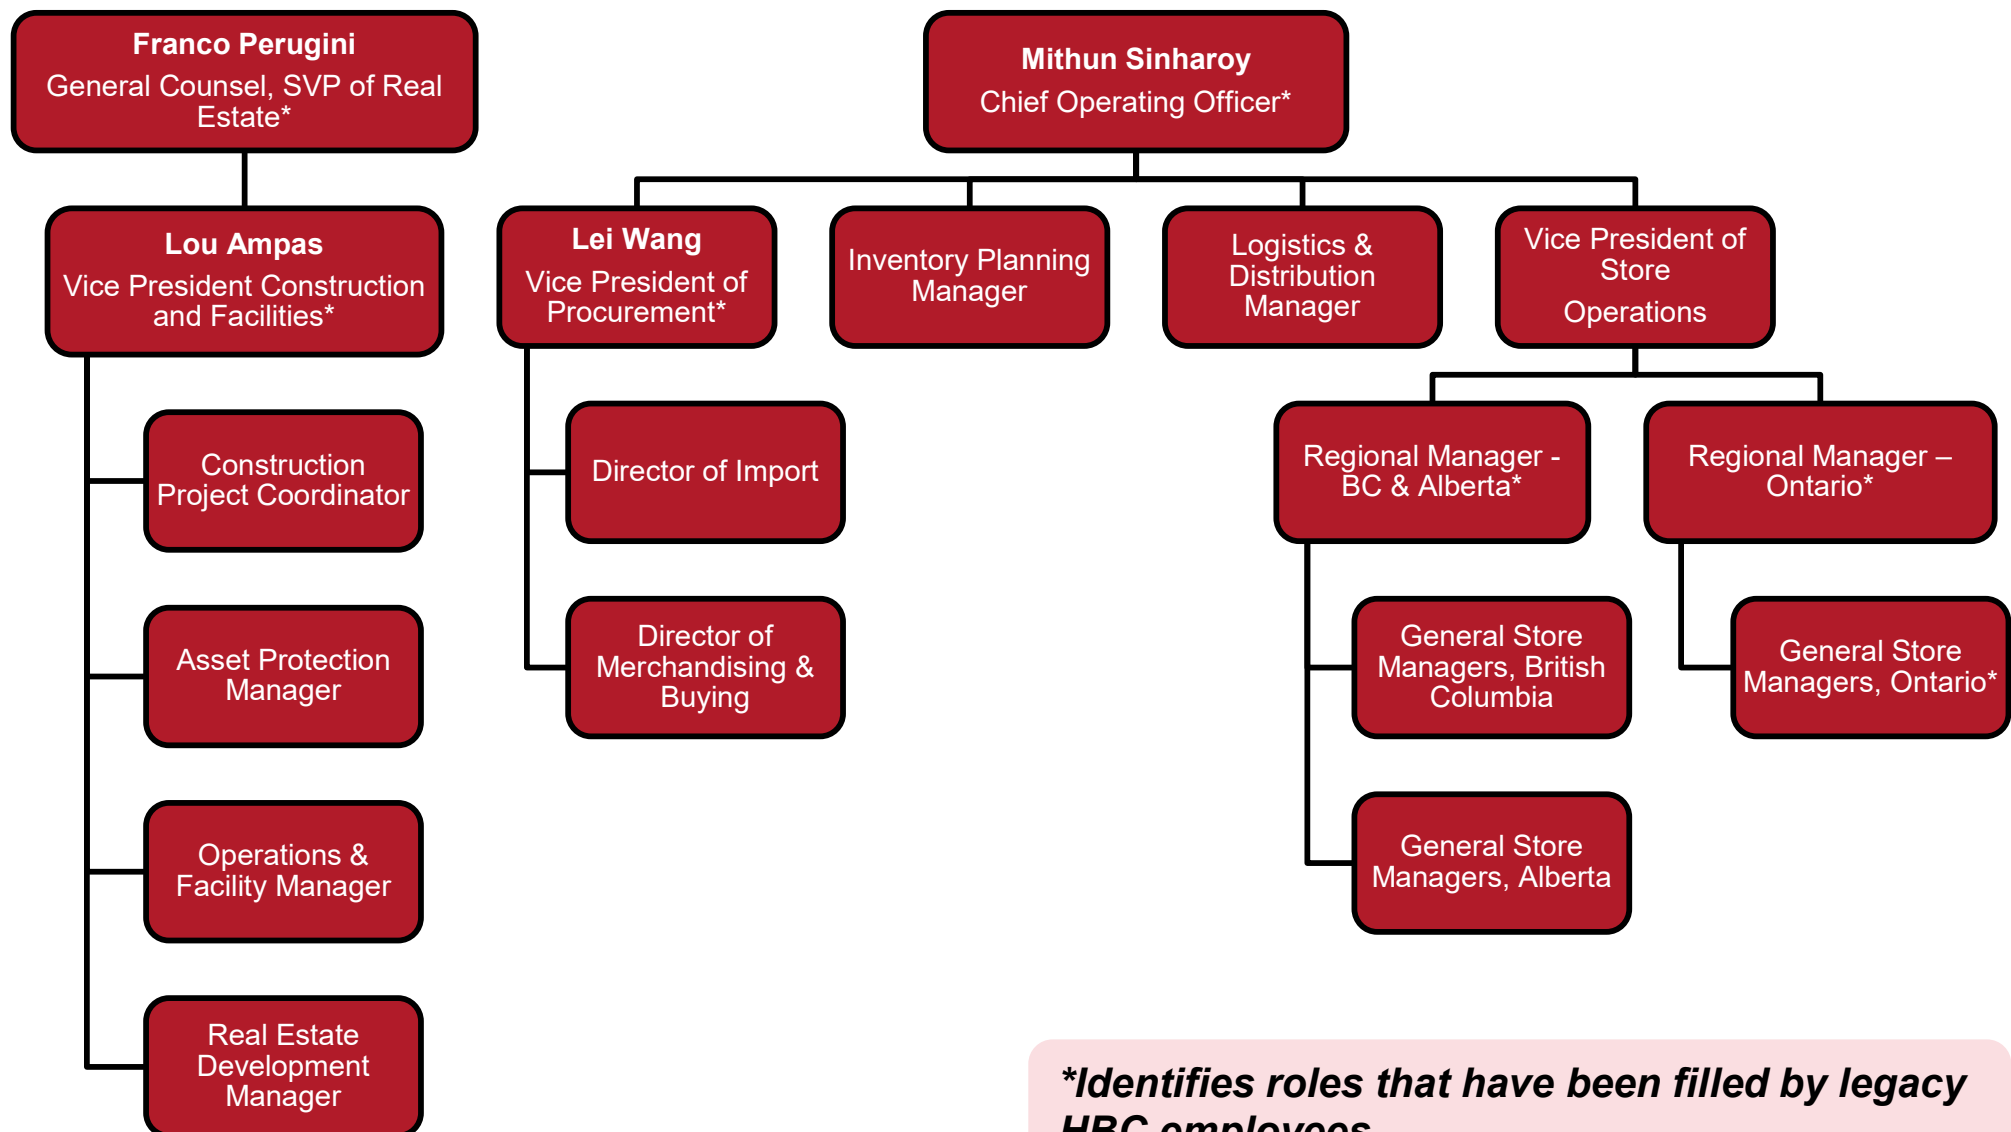 Franco Perugini
General Counsel, SVP of Real
Estate*
Mithun Sinharoy
Chief Operating Officer*
Lou Ampas
Vice President Construction
and Facilities*
Lei Wang
Vice President of
Procurement*
Inventory Planning
Manager
Logistics &
Distribution
Manager
Vice President of
Store
Operations
Construction
Project Coordinator
Director of Import
Regional Manager -
BC & Alberta*
Regional Manager –
Ontario*
Asset Protection
Manager
Director of
Merchandising &
Buying
General Store
Managers, British
Columbia
General Store
Managers, Ontario*
Operations &
Facility Manager
General Store
Managers, Alberta
Real Estate
Development
Manager
*Identifies roles that have been filled by legacy
HBC employees